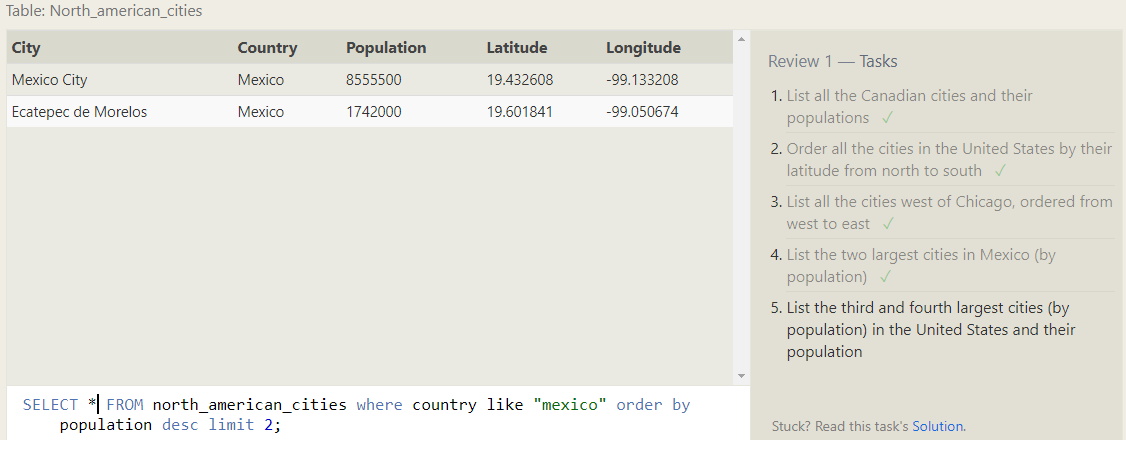 Table: North_american_cities
City Country Population Latitude Longitude
Mexico City Mexico 8555500 19.432608 -99.133208
Ecatepec de Morelos Mexico 1742000 19.601841 -99.050674
SELECT * FROM north_american_cities where country like "mexico" order by
population desc limit 2;
Review 1 — Tasks
1. List all the Canadian cities and their
populations ✓
2. Order all the cities in the United States by their
latitude from north to south ✓
3. List all the cities west of Chicago, ordered from
west to east ✓
4. List the two largest cities in Mexico (by
population) ✓
5. List the third and fourth largest cities (by
population) in the United States and their
population
Stuck? Read this task's Solution.